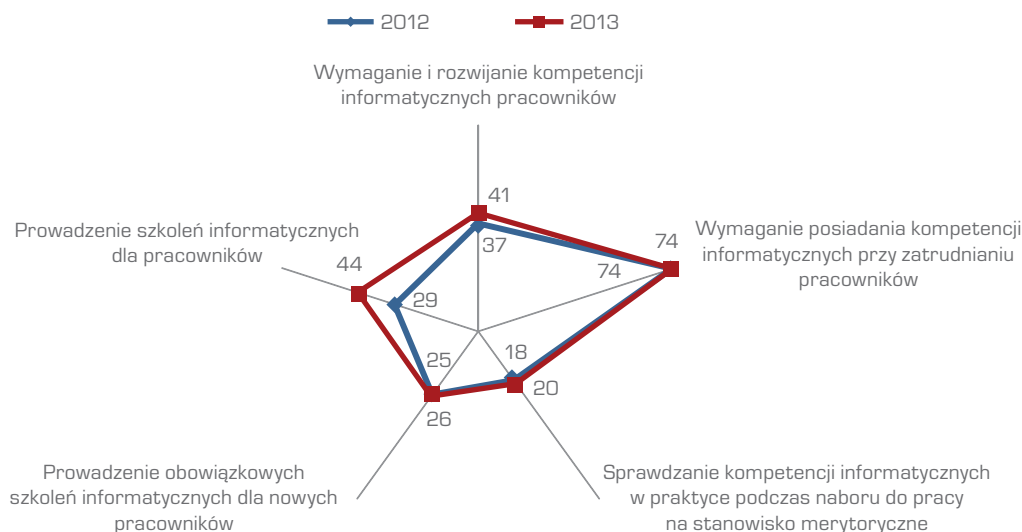 2012
2013
Wymaganie i rozwijanie kompetencji
informatycznych pracowników
41
37
Prowadzenie szkoleń informatycznych
dla pracowników
44
29
74
74
Wymaganie posiadania kompetencji
informatycznych przy zatrudnianiu
pracowników
25
26
18
20
Prowadzenie obowiązkowych
szkoleń informatycznych dla nowych
pracowników
Sprawdzanie kompetencji informatycznych
w praktyce podczas naboru do pracy
na stanowisko merytoryczne